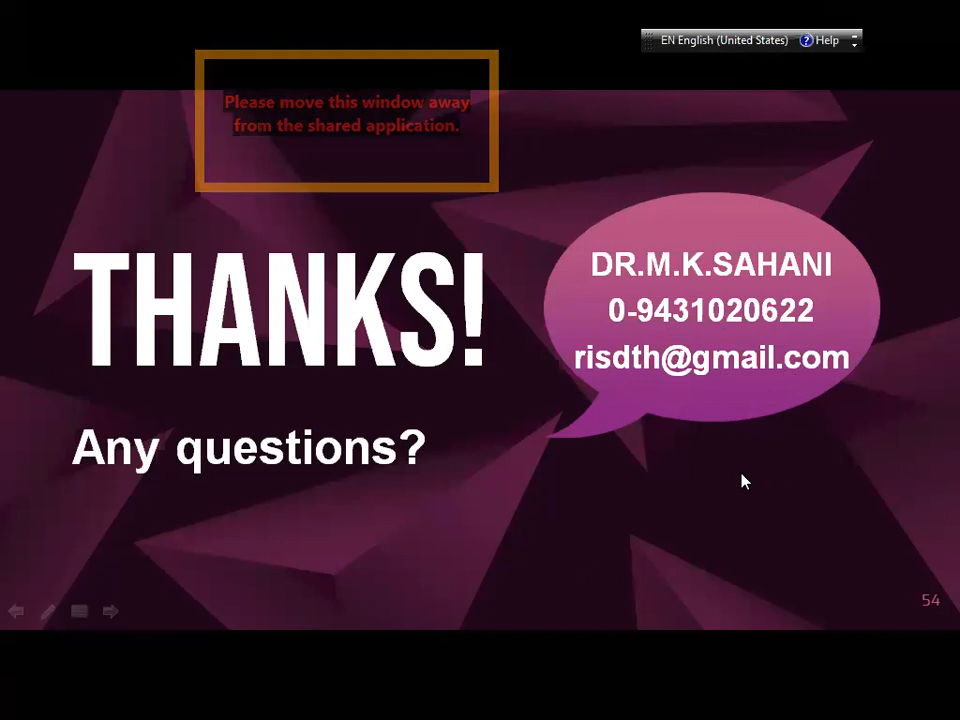 EN English (United States) ? Help
Please move this window away
from the shared application.
THANKS!
Any questions?
DR.M.K.SAHANI
0-9431020622
risdth@gmail.com
54